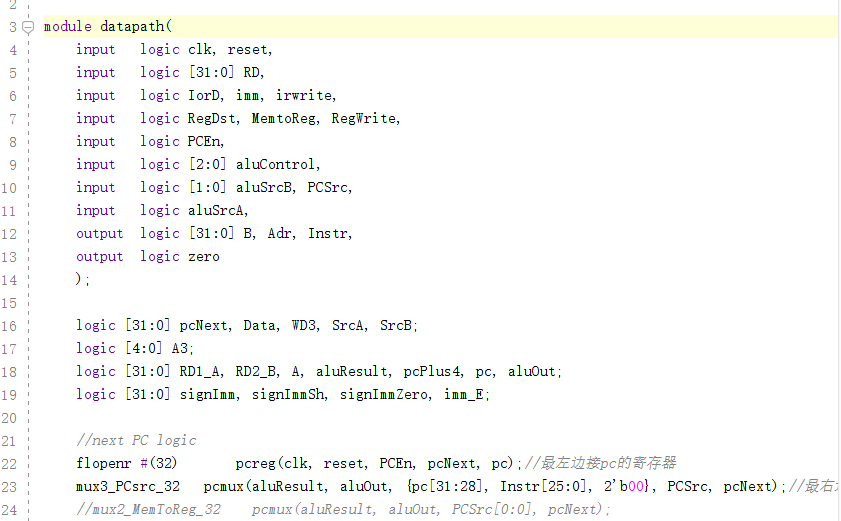 2
3 module datapath(
4 input logic clk, reset,
5 input logic [31:0] RD,
6 input logic IorD, imm, irwrite,
7 input logic RegDst, MemtoReg, RegWrite,
8 input logic PCEn,
9 input logic [2:0] aluControl,
10 input logic [1:0] aluSrcB, PCSrc,
11 input logic aluSrcA,
12 output logic [31:0] B, Adr, Instr,
13 output logic zero
14 );
15
16 logic [31:0] pcNext, Data, WD3, SrcA, SrcB;
17 logic [4:0] A3;
18 logic [31:0] RD1_A, RD2_B, A, aluResult, pcPlus4, pc, aluOut;
19 logic [31:0] signImm, signImmSh, signImmZero, imm_E;
20
21 //next PC logic
22 flopenr #(32) pcreg(clk, reset, PCEn, pcNext, pc);//最左边接pc的寄存器
23 mux3_PCsrc_32 pcmux(aluResult, aluOut, {pc[31:28], Instr[25:0], 2'b00}, PCSrc, pcNext);//最右
24 //mux2_MemToReg_32 pcmux(aluResult, aluOut, PCSrc[0:0], pcNext);